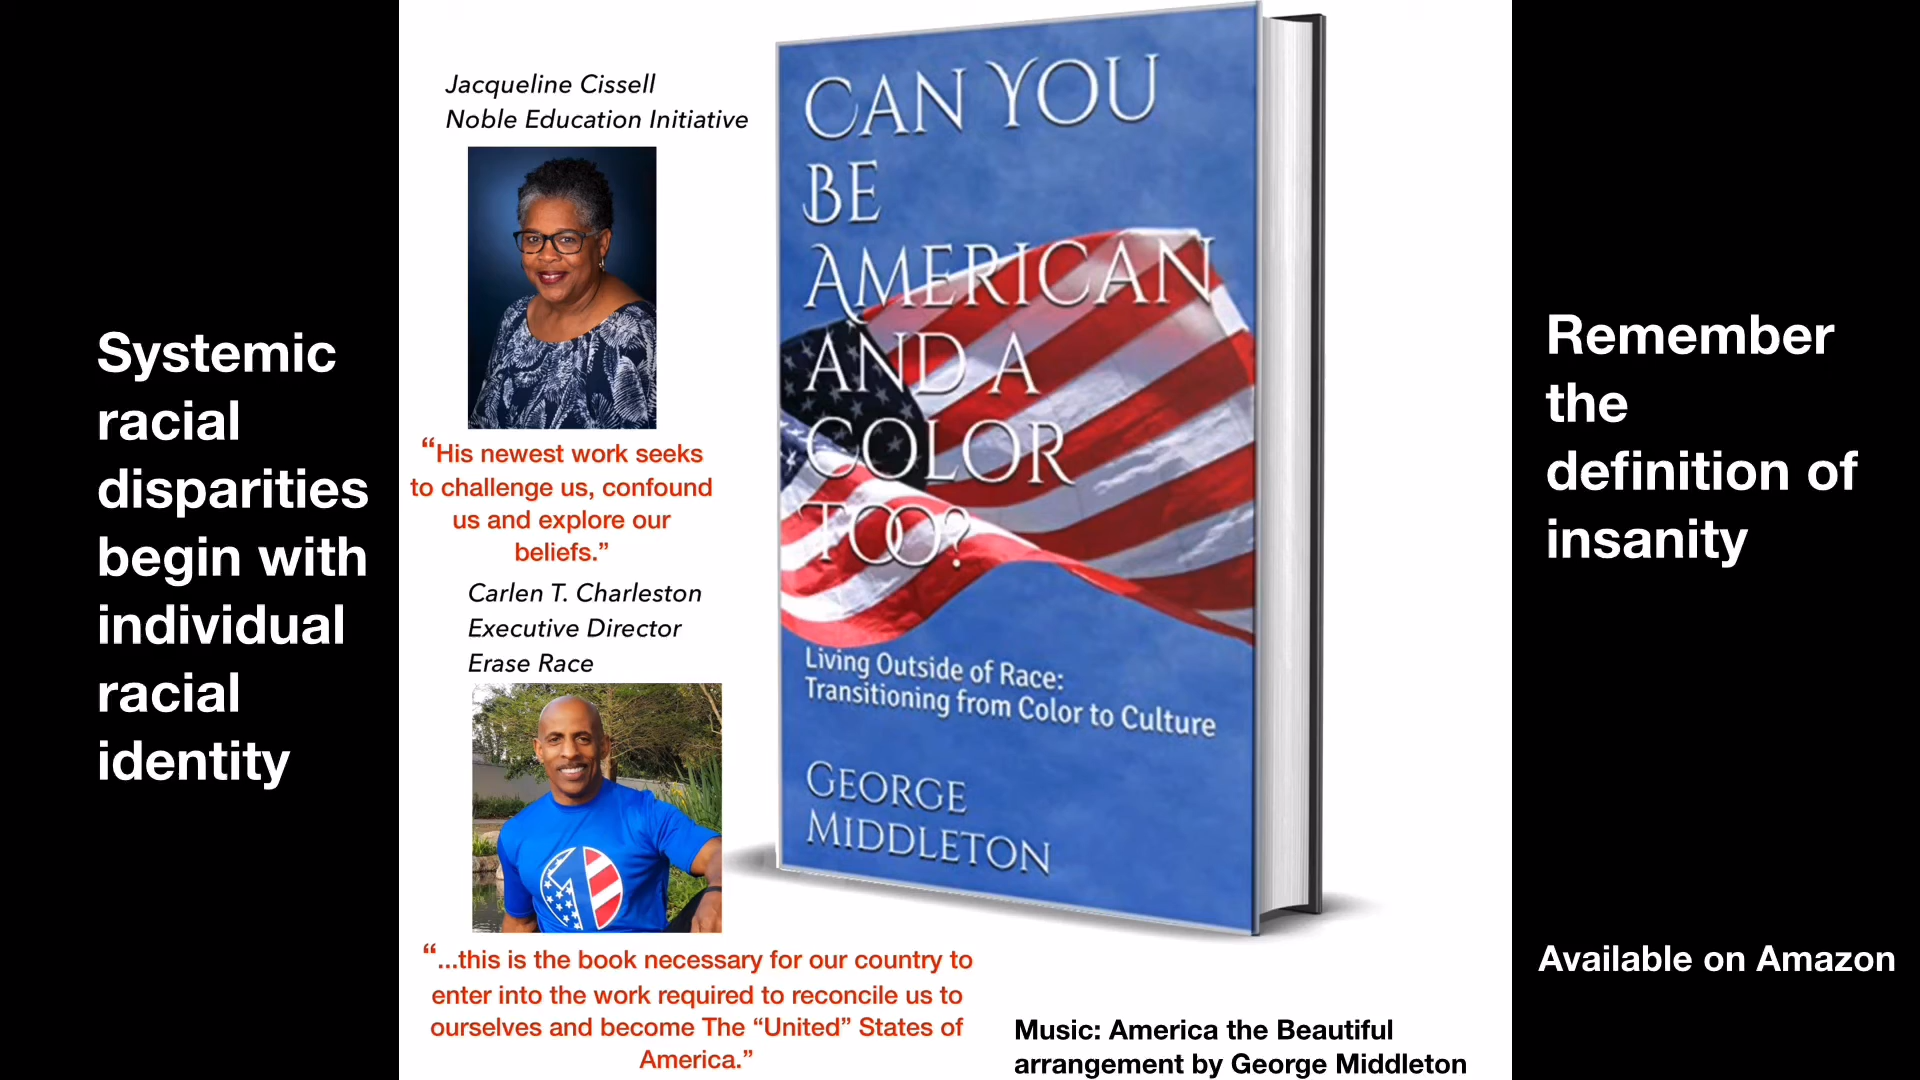 Systemic
racial
disparities
begin with
individual
racial
identity
Jacqueline Cissell
Noble Education Initiative
“His newest work seeks
to challenge us, confound
us and explore our
beliefs.”
Carlen T. Charleston
Executive Director
Erase Race
“...this is the book necessary for our country to
enter into the work required to reconcile us to
ourselves and become The “United” States of
America.”
CAN YOU
BE
AMERICAN
AND A
COLOR
TOO?
Living Outside of Race:
Transitioning from Color to Culture
GEORGE
MIDDLETON
Music: America the Beautiful
arrangement by George Middleton
Remember
the
definition of
insanity
Available on Amazon